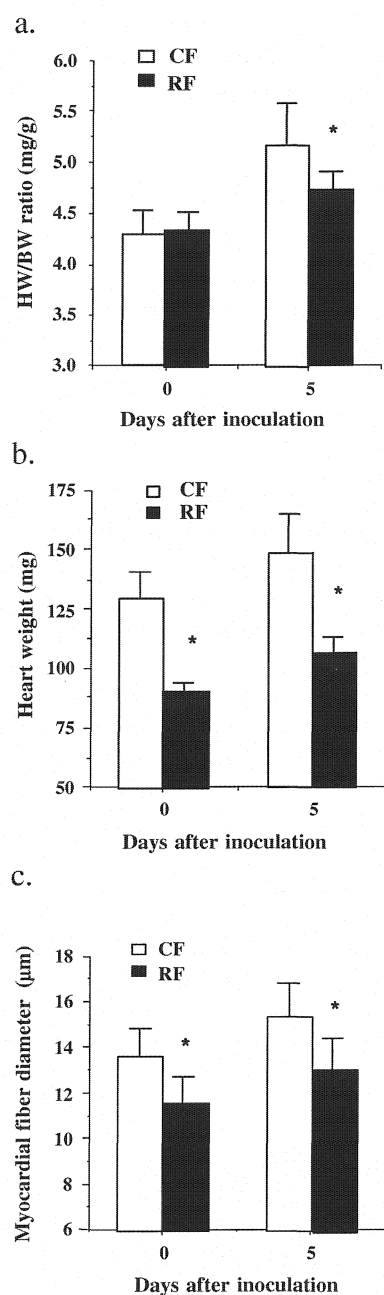 a.
CF
RF
HW/BW ratio (mg/g)
6.0
5.5
5.0
4.5
4.0
3.5
3.0
*
0
5
Days after inoculation
b.
CF
RF
Heart weight (mg)
175
150
125
100
75
50
*
*
0
5
Days after inoculation
c.
CF
RF
Myocardial fiber diameter (μm)
18
16
14
12
10
8
6
*
*
0
5
Days after inoculation